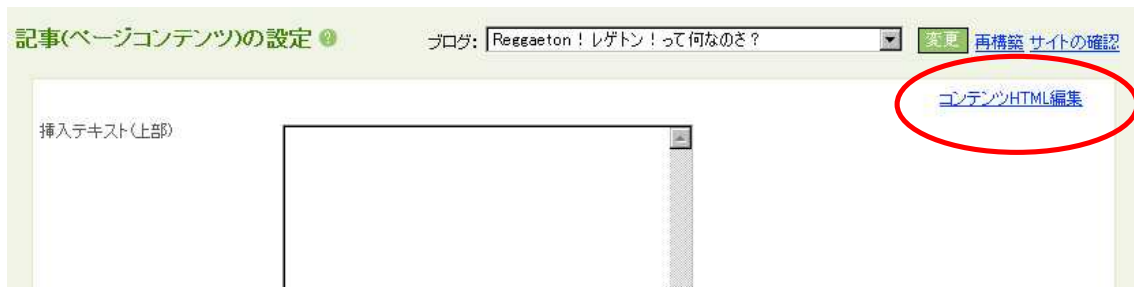 記事(ページコンテンツ)の設定 ? ブログ: Reggaeton！レゲトン！って何なのさ？ 変更 再構築 サイトの確認
コンテンツHTML編集
挿入テキスト(上部)